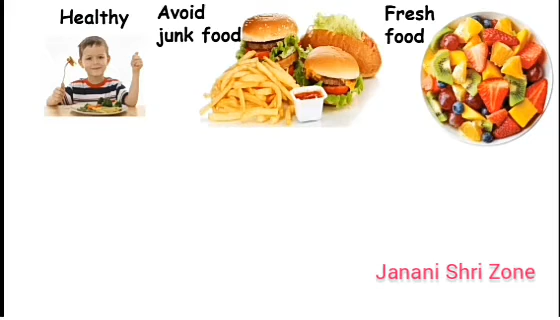 Healthy
Avoid
junk food
Fresh
food
Janani Shri Zone